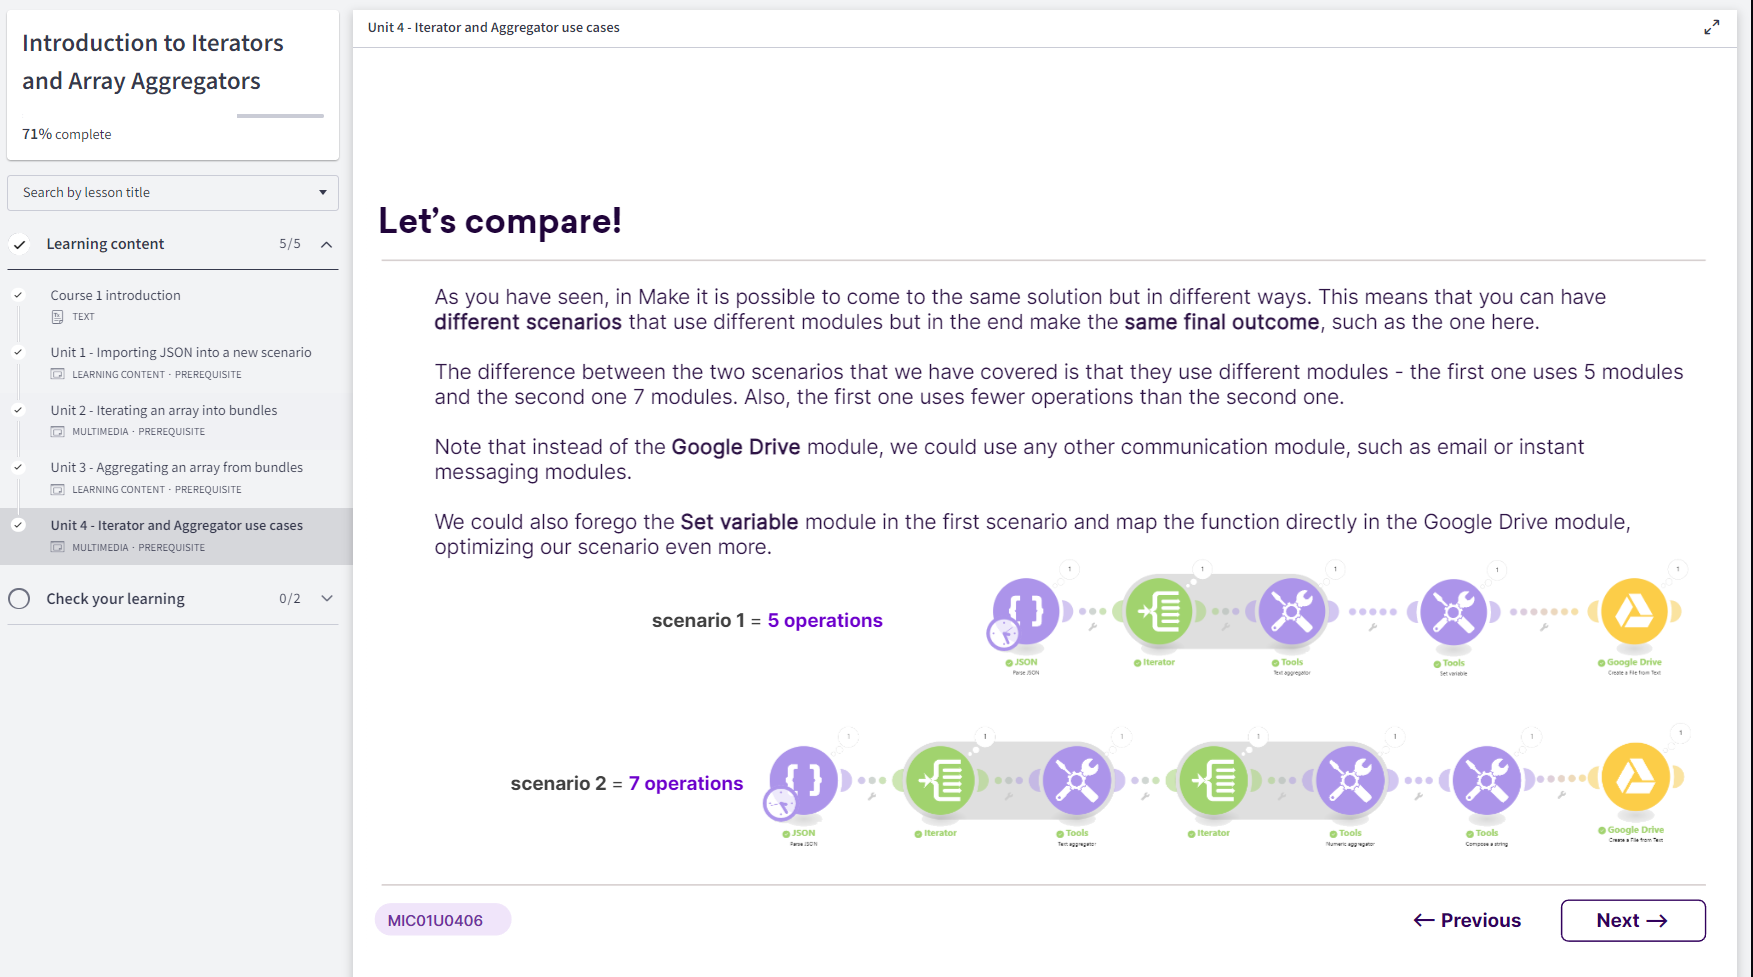 Introduction to Iterators
and Array Aggregators
71% complete
Search by lesson title
Learning content 5/5
Course 1 introduction
TEXT
Unit 1 - Importing JSON into a new scenario
LEARNING CONTENT · PREREQUISITE
Unit 2 - Iterating an array into bundles
MULTIMEDIA · PREREQUISITE
Unit 3 - Aggregating an array from bundles
LEARNING CONTENT · PREREQUISITE
Unit 4 - Iterator and Aggregator use cases
MULTIMEDIA · PREREQUISITE
Check your learning 0/2
Unit 4 - Iterator and Aggregator use cases
Let's compare!
As you have seen, in Make it is possible to come to the same solution but in different ways. This means that you can have
different scenarios that use different modules but in the end make the same final outcome, such as the one here.
The difference between the two scenarios that we have covered is that they use different modules - the first one uses 5 modules
and the second one 7 modules. Also, the first one uses fewer operations than the second one.
Note that instead of the Google Drive module, we could use any other communication module, such as email or instant
messaging modules.
We could also forego the Set variable module in the first scenario and map the function directly in the Google Drive module,
optimizing our scenario even more.
1 1 1 1 1
scenario 1 = 5 operations
JSON Iterator Tools Tools Google Drive
Parse JSON Text aggregator Set variable Create a File from Text
1 1 1 1 1 1 1
scenario 2 = 7 operations
JSON Iterator Tools Iterator Tools Tools Google Drive
Parse JSON Text aggregator Numeric aggregator Compose a string Create a File from Text
MIC01U0406
← Previous
Next →